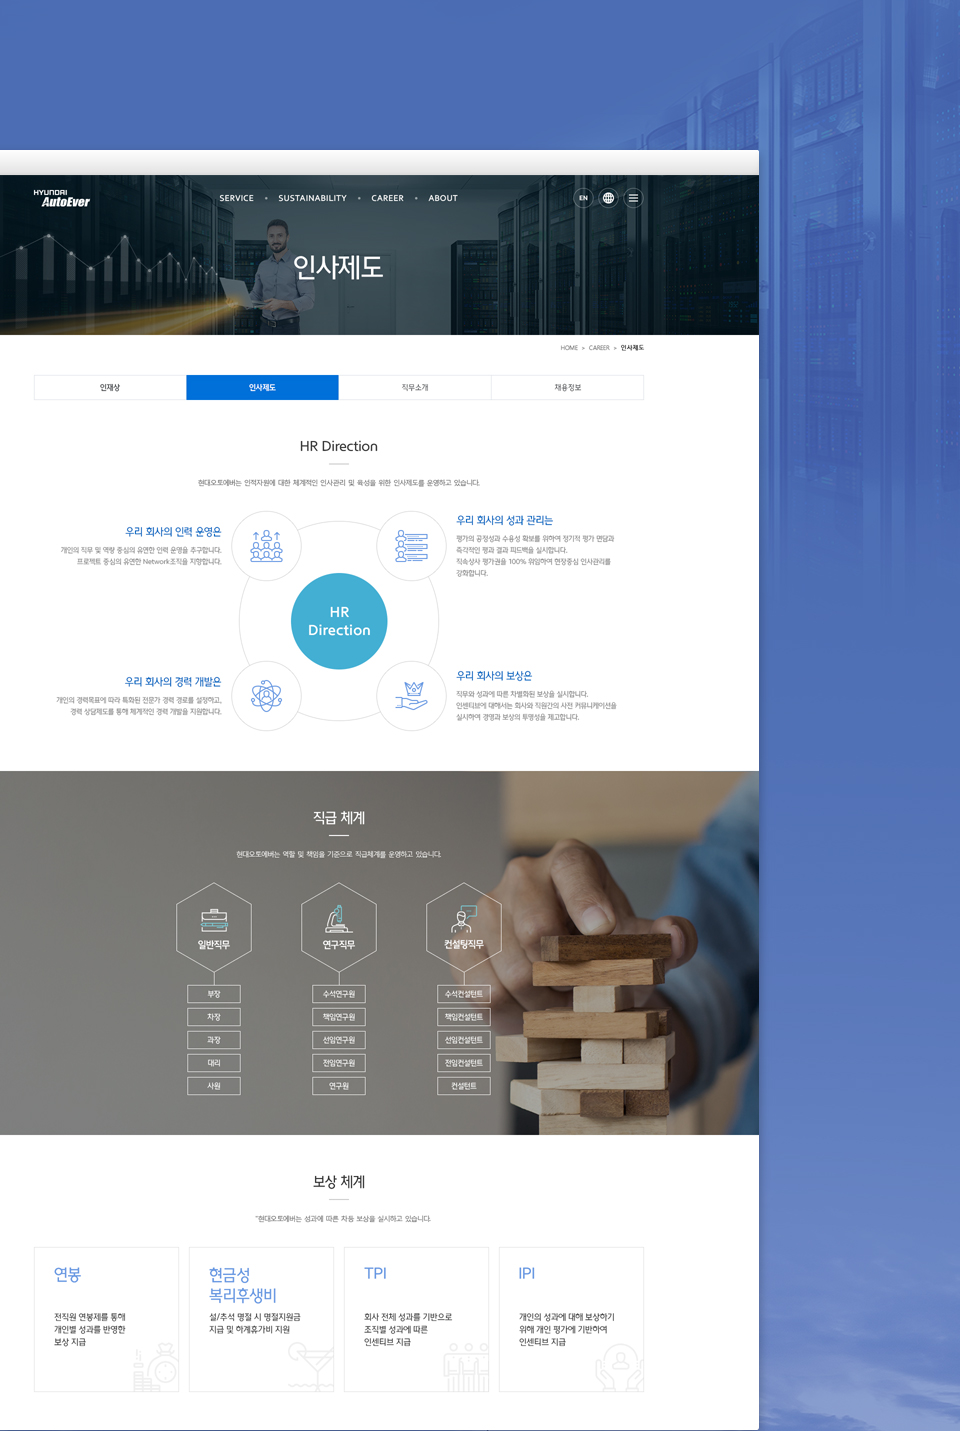 HYUNDAI
AutoEver
SERVICE • SUSTAINABILITY • CAREER • ABOUT
EN
인사제도
HOME > CAREER > 인사제도
인재상
인사제도
직무소개
채용정보
HR Direction
현대오토에버는 인적자원에 대한 체계적인 인사관리 및 육성을 위한 인사제도를 운영하고 있습니다.
우리 회사의 인력 운영은
개인의 직무 및 역량 중심의 유연한 인력 운영을 추구합니다.
프로젝트 중심의 유연한 Network조직을 지향합니다.
우리 회사의 성과 관리는
평가의 공정성과 수용성 확보를 위하여 정기적 평가 면담과
즉각적인 평과 결과 피드백을 실시합니다.
직속상사 평가권을 100% 위임하여 현장중심 인사관리를
강화합니다.
HR
Direction
우리 회사의 경력 개발은
개인의 경력목표에 따라 특화된 전문가 경력 경로를 설정하고,
경력 상담제도를 통해 체계적인 경력 개발을 지원합니다.
우리 회사의 보상은
직무와 성과에 따른 차별화된 보상을 실시합니다.
인센티브에 대해서는 회사와 직원간의 사전 커뮤니케이션을
실시하여 경영과 보상의 투명성을 제고합니다.
직급 체계
현대오토에버는 역할 및 책임을 기준으로 직급체계를 운영하고 있습니다.
일반직무
부장
차장
과장
대리
사원
연구직무
수석연구원
책임연구원
선임연구원
전임연구원
연구원
컨설팅직무
수석컨설턴트
책임컨설턴트
선임컨설턴트
전임컨설턴트
컨설턴트
보상 체계
"현대오토에버는 성과에 따른 차등 보상을 실시하고 있습니다.
연봉
전직원 연봉제를 통해
개인별 성과를 반영한
보상 지급
현금성
복리후생비
설/추석 명절 시 명절지원금
지급 및 하계휴가비 지원
TPI
회사 전체 성과를 기반으로
조직별 성과에 따른
인센티브 지급
IPI
개인의 성과에 대해 보상하기
위해 개인 평가에 기반하여
인센티브 지급